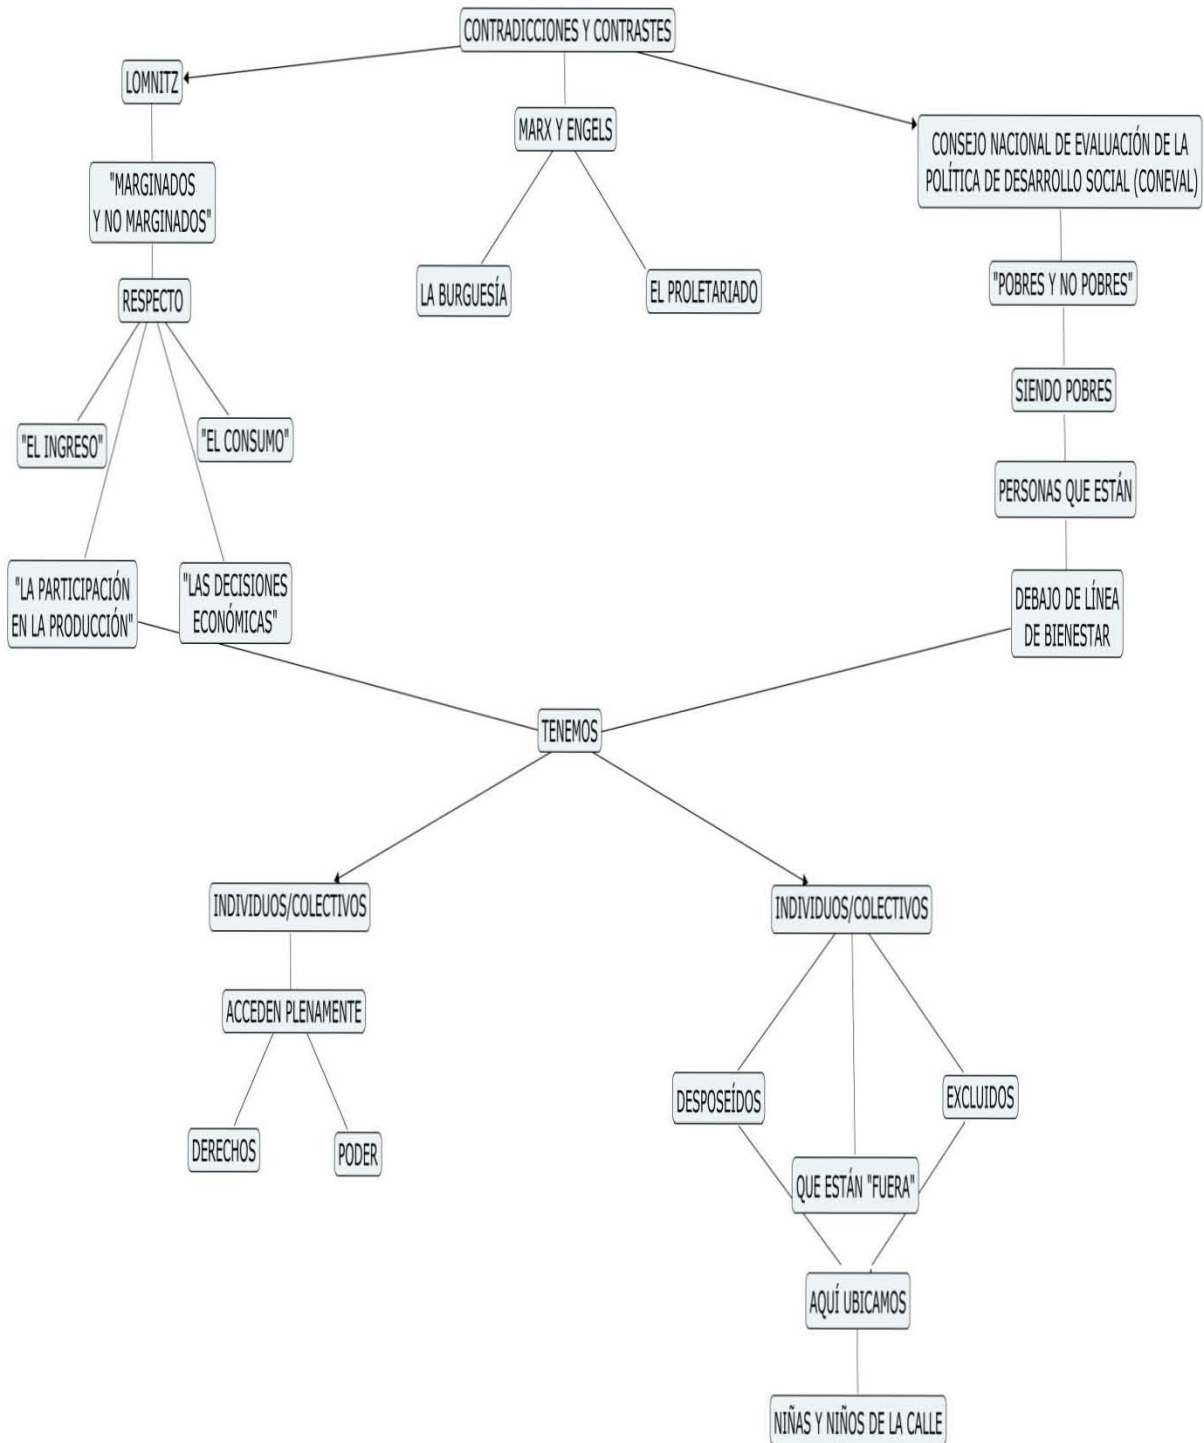 CONTRADICCIONES Y CONTRASTES
LOMNITZ
MARX Y ENGELS
CONSEJO NACIONAL DE EVALUACIÓN DE LA
POLÍTICA DE DESARROLLO SOCIAL (CONEVAL)
"MARGINADOS
Y NO MARGINADOS"
RESPECTO
LA BURGUESÍA
EL PROLETARIADO
"POBRES Y NO POBRES"
SIENDO POBRES
"EL INGRESO"
"EL CONSUMO"
PERSONAS QUE ESTÁN
"LA PARTICIPACIÓN
EN LA PRODUCCIÓN"
"LAS DECISIONES
ECONÓMICAS"
DEBAJO DE LÍNEA
DE BIENESTAR
TENEMOS
INDIVIDUOS/COLECTIVOS
INDIVIDUOS/COLECTIVOS
ACCEDEN PLENAMENTE
DERECHOS
PODER
DESPOSEÍDOS
EXCLUIDOS
QUE ESTÁN "FUERA"
AQUÍ UBICAMOS
NIÑAS Y NIÑOS DE LA CALLE